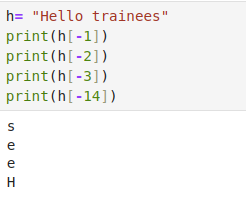 h= "Hello trainees"
print(h[-1])
print(h[-2])
print(h[-3])
print(h[-14])
s
e
e
H